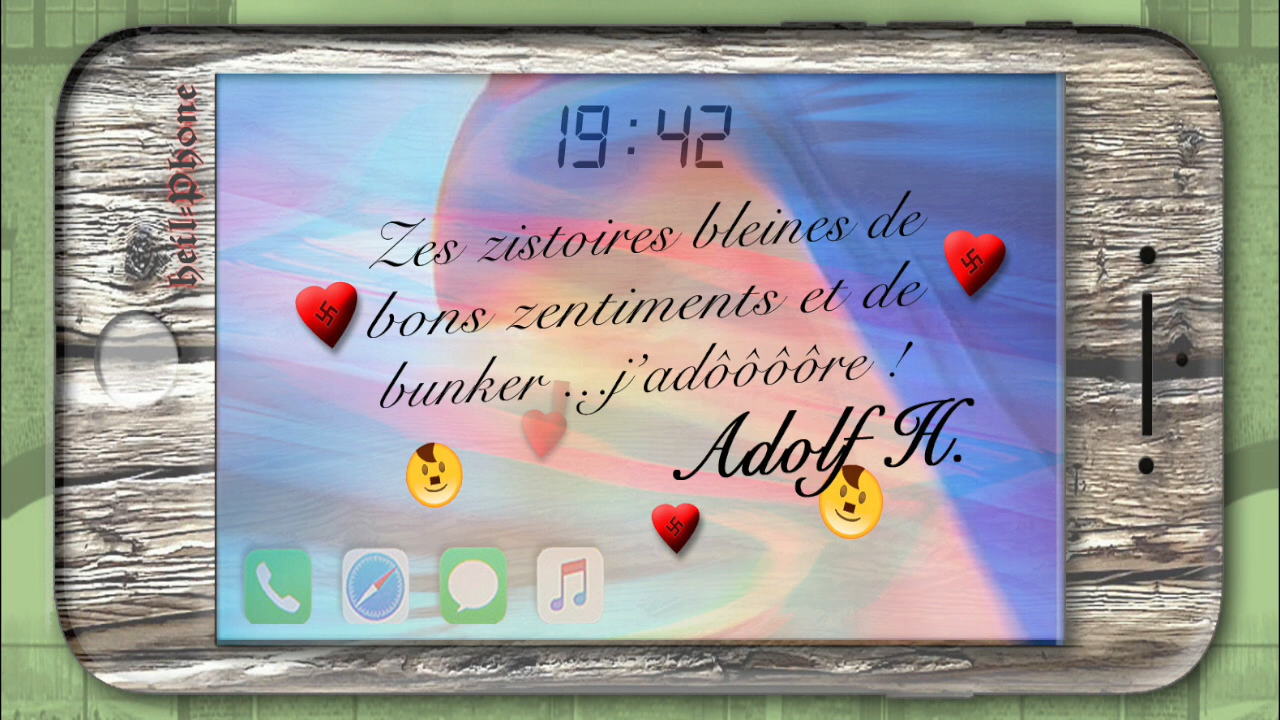 heil-Phone
19:42
Zes zistoires bleines de
bons zentiments et de
bunker ...j'adôôôôre !
Adolf H.